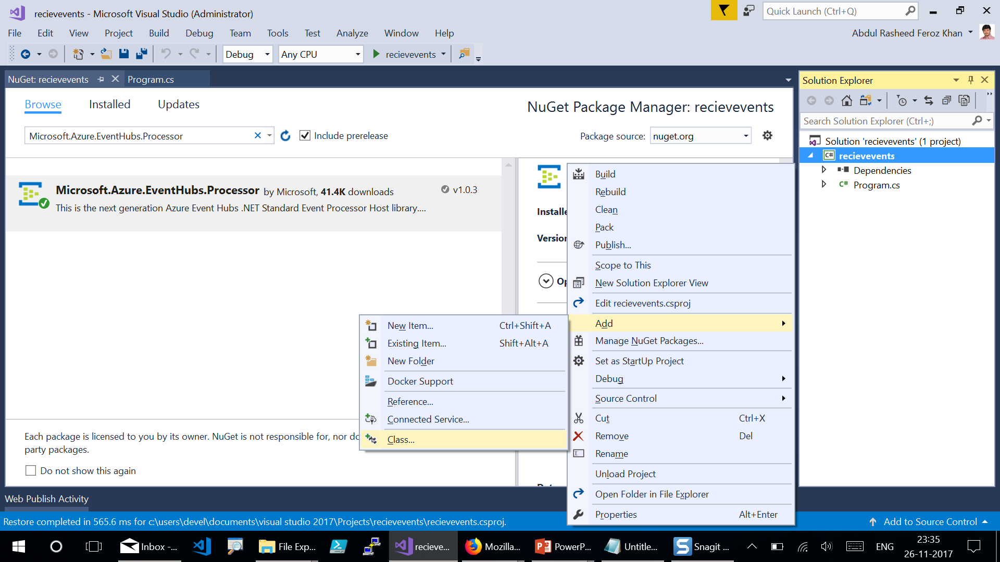 recievevents - Microsoft Visual Studio (Administrator)
Quick Launch (Ctrl+Q)
File Edit View Project Build Debug Team Tools Test Analyze Window Help
Abdul Rasheed Feroz Khan
Debug Any CPU recievevents
NuGet: recievevents Program.cs
Browse Installed Updates
NuGet Package Manager: recievevents
Microsoft.Azure.EventHubs.Processor
Include prerelease
Package source: nuget.org
Microsoft.Azure.EventHubs.Processor by Microsoft, 41.4K downloads v1.0.3
This is the next generation Azure Event Hubs .NET Standard Event Processor Host library....
Each package is licensed to you by its owner. NuGet is not responsible for, nor do
party packages.
Do not show this again
Installe
Version
Op
Build
Rebuild
Clean
Pack
Publish...
Scope to This
New Solution Explorer View
Edit recievevents.csproj
Add
Manage NuGet Packages...
Set as StartUp Project
Debug
Source Control
Cut Ctrl+X
Remove Del
Rename
Unload Project
Open Folder in File Explorer
Properties Alt+Enter
New Item... Ctrl+Shift+A
Existing Item... Shift+Alt+A
New Folder
Docker Support
Reference...
Connected Service...
Class...
Solution Explorer
Search Solution Explorer (Ctrl+;)
Solution 'recievevents' (1 project)
C# recievevents
Dependencies
C# Program.cs
Web Publish Activity
Restore completed in 565.6 ms for c:\users\devel\documents\visual studio 2017\Projects\recievevents\recievevents.csproj.
Add to Source Control
Inbox -...
File Exp...
recieve...
Mozilla...
PowerP...
Untitle...
Snagit ...
ENG
23:35
26-11-2017